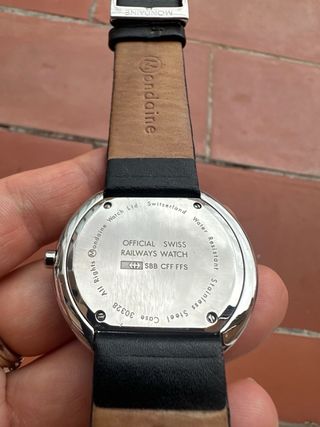 MONDAINE
Mondaine
Mondaine Watch Ltd. Switzerland Water Resistant Stainless Steel Case 30328 All Rights
OFFICIAL SWISS
RAILWAYS WATCH
SBB CFF FFS